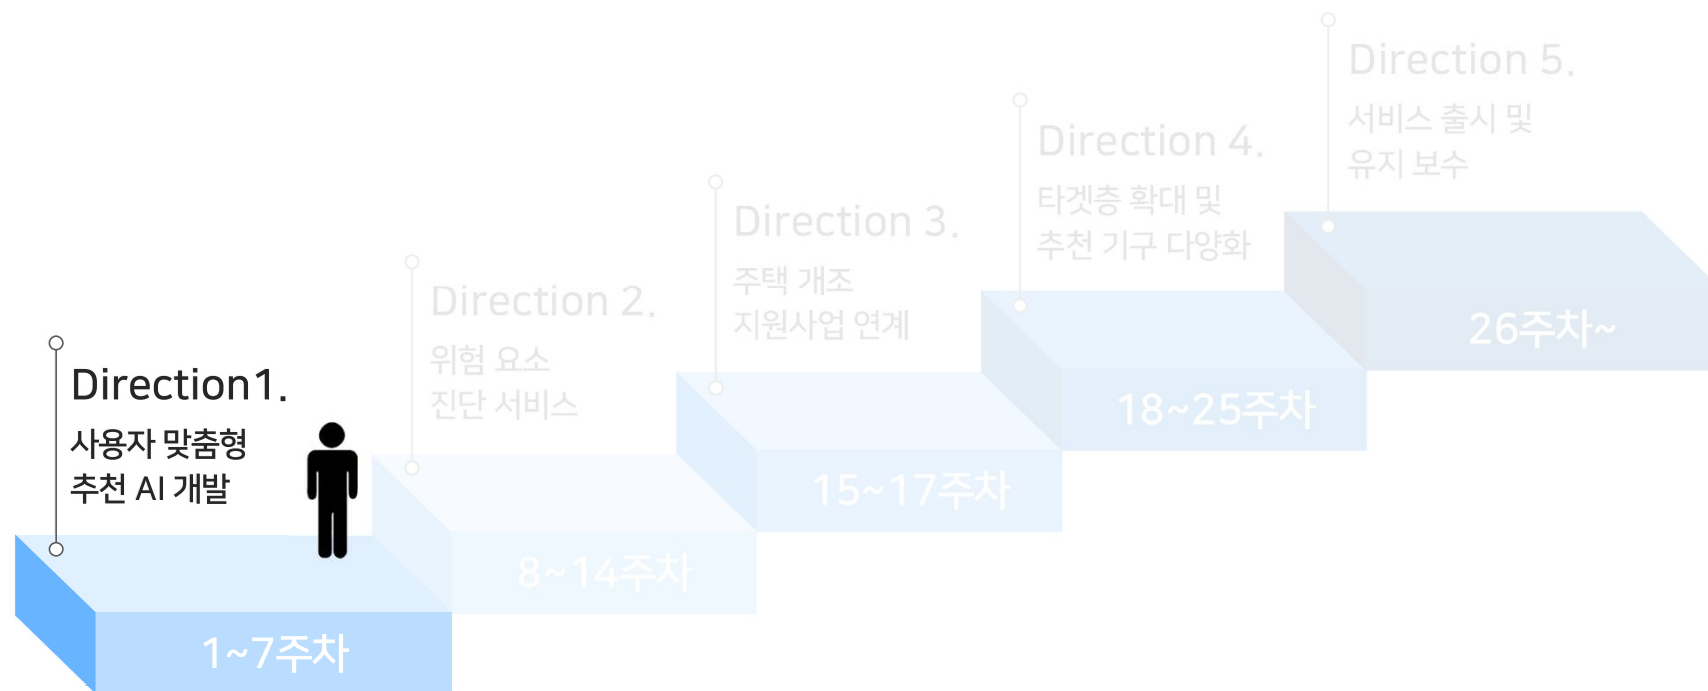 Direction1.
사용자 맞춤형
추천 AI 개발
1~7주차
Direction 2.
위험 요소
진단 서비스
8~14주차
Direction 3.
주택 개조
지원사업 연계
15~17주차
Direction 4.
타겟층 확대 및
추천 기구 다양화
18~25주차
Direction 5.
서비스 출시 및
유지 보수
26주차~